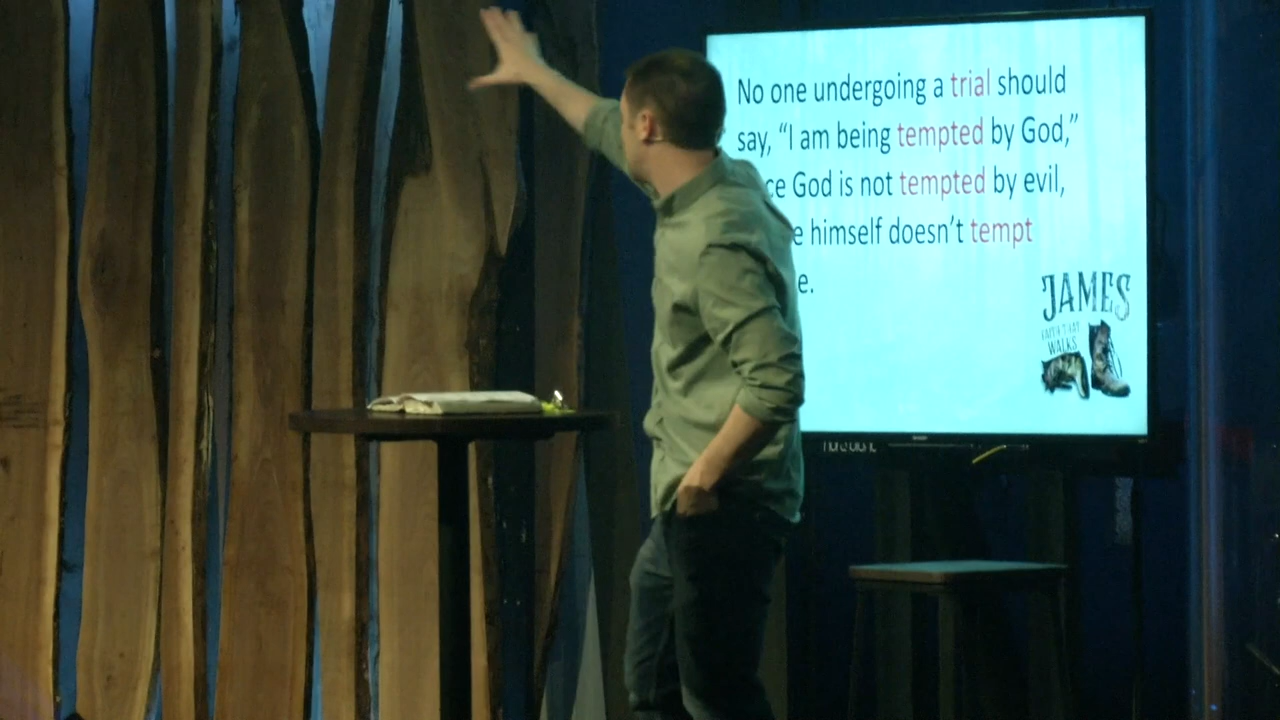 No one undergoing a trial should
say, “I am being tempted by God,”
ce God is not tempted by evil,
e himself doesn’t tempt
e.
JAMES
WALKS
SHARP